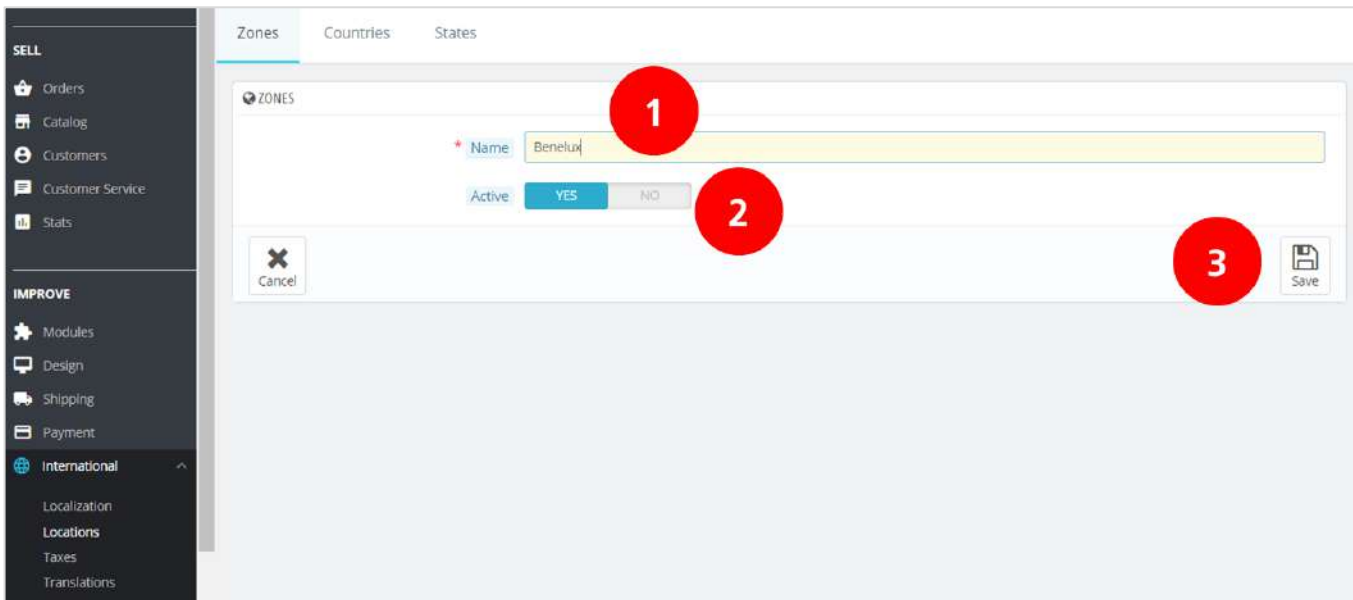 SELL
Orders
Catalog
Customers
Customer Service
Stats
IMPROVE
Modules
Design
Shipping
Payment
International
Localization
Locations
Taxes
Translations
Zones Countries States
ZONES
1
* Name Benelux
Active YES NO
2
Cancel
3
Save